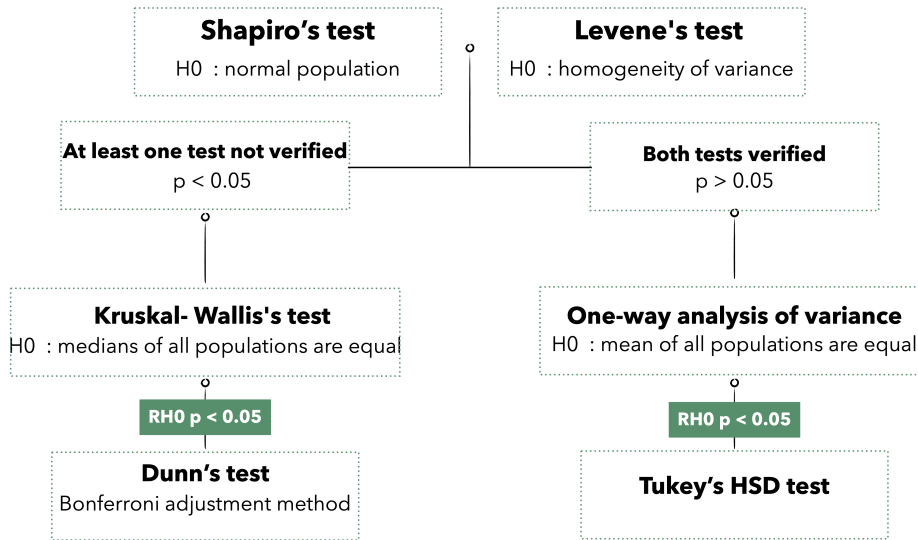 Shapiro’s test
H0 : normal population
Levene's test
H0 : homogeneity of variance
At least one test not verified
p < 0.05
Both tests verified
p > 0.05
Kruskal- Wallis's test
H0 : medians of all populations are equal
One-way analysis of variance
H0 : mean of all populations are equal
RH0 p < 0.05
RH0 p < 0.05
Dunn’s test
Bonferroni adjustment method
Tukey’s HSD test